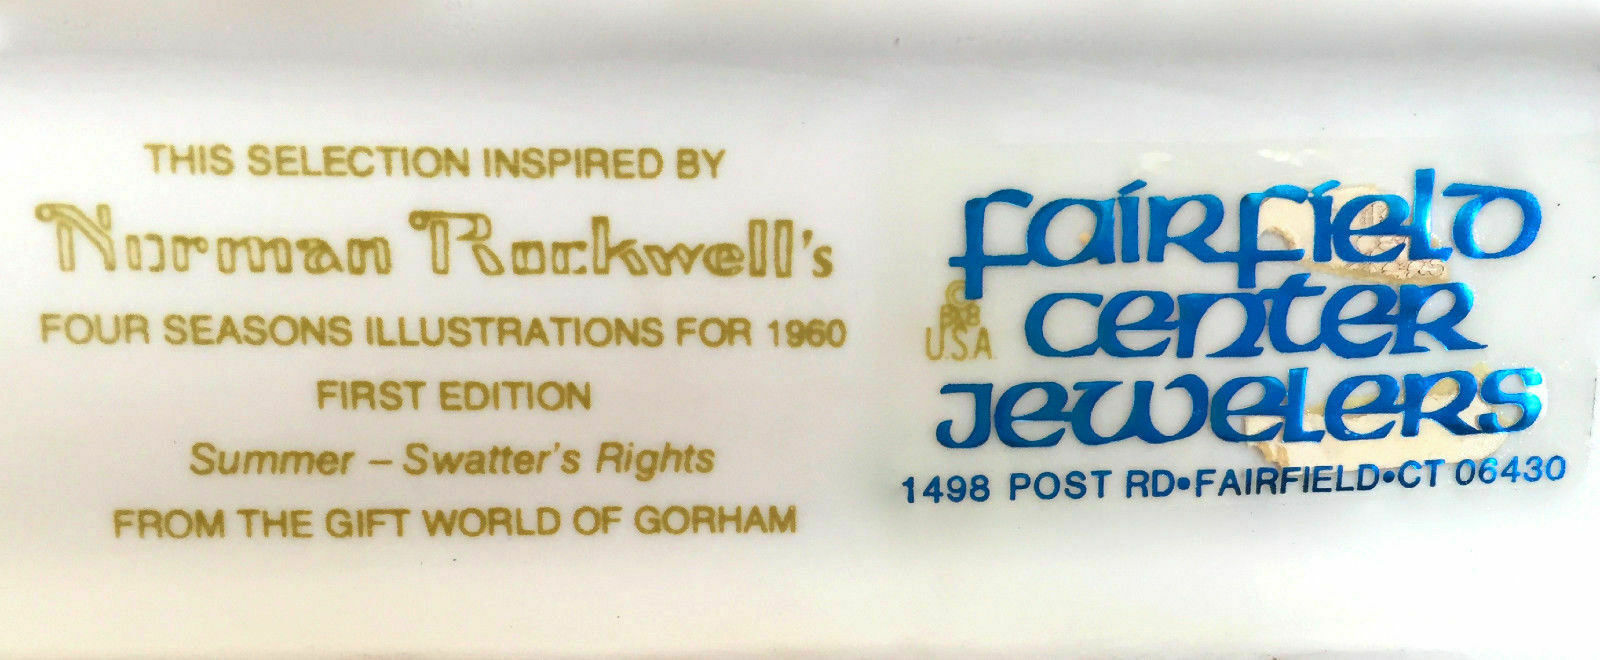 THIS SELECTION INSPIRED BY
Norman Rockwell's
FOUR SEASONS ILLUSTRATIONS FOR 1960
FIRST EDITION
Summer – Swatter's Rights
FROM THE GIFT WORLD OF GORHAM
©
U.S.A.
fairfield
center
jewelers
1498 POST RD•FAIRFIELD•CT 06430